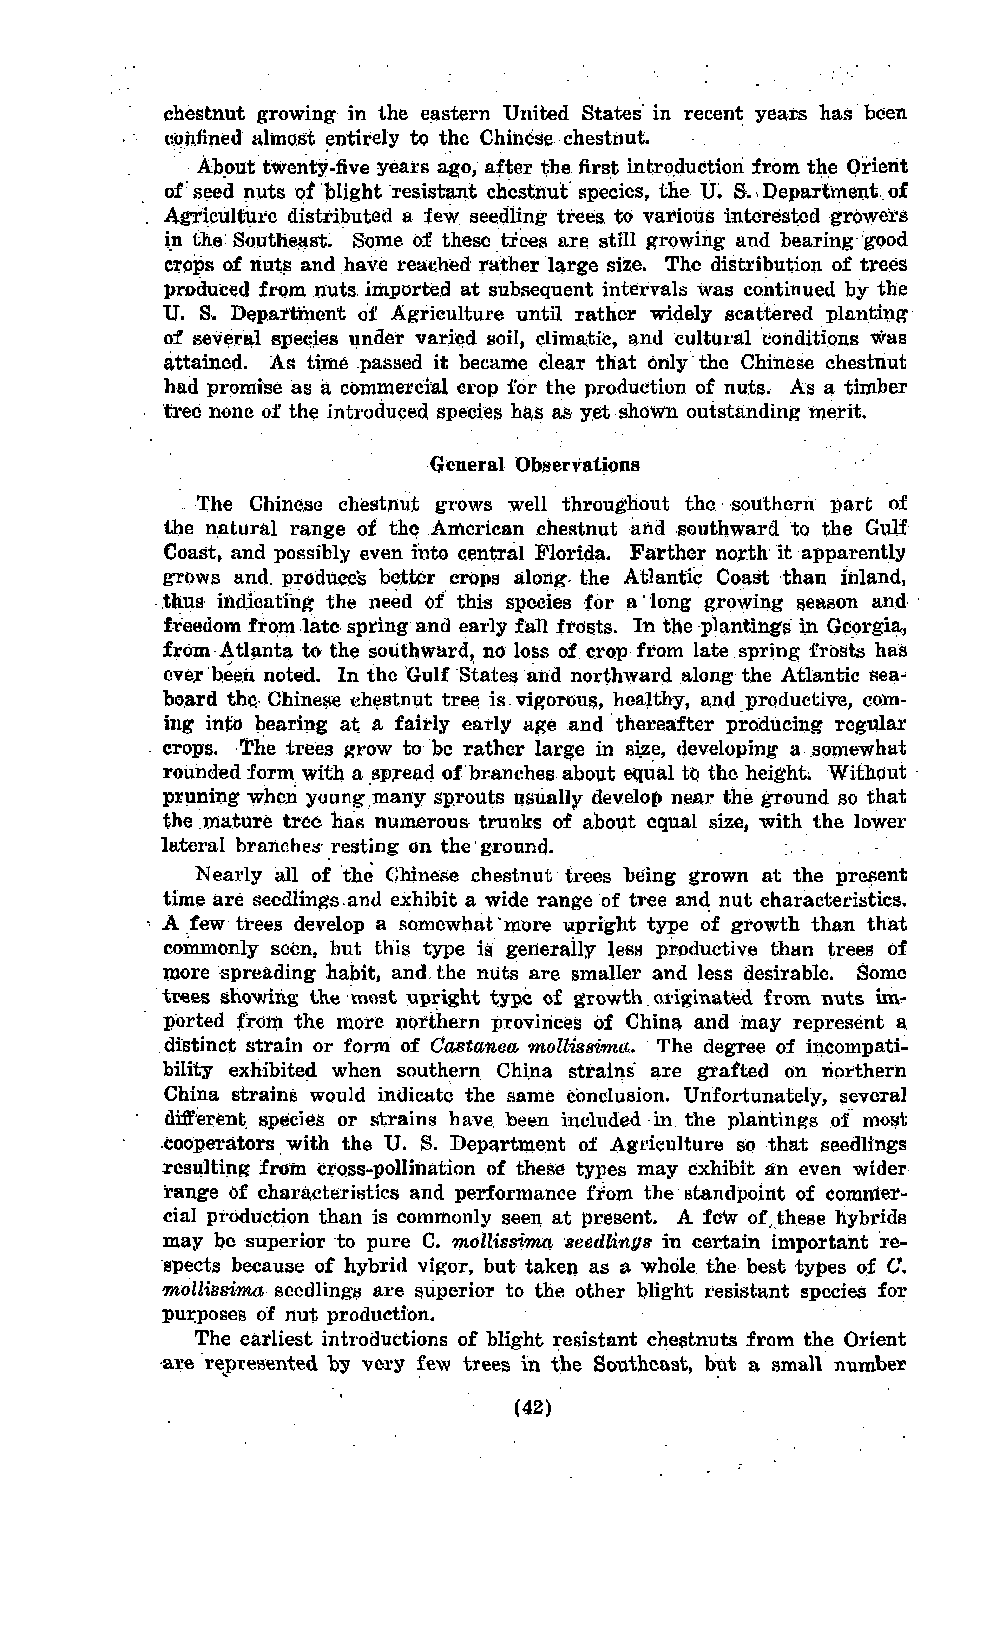 chestnut growing in the eastern United States in recent years has been
confined almost entirely to the Chinese chestnut.
About twenty-five years ago, after the first introduction from the Orient
of seed nuts of blight resistant chestnut species, the U. S. Department of
Agriculture distributed a few seedling trees to various interested growers
in the Southeast. Some of these trees are still growing and bearing good
crops of nuts and have reached rather large size. The distribution of trees
produced from nuts imported at subsequent intervals was continued by the
U. S. Department of Agriculture until rather widely scattered planting
of several species under varied soil, climatic, and cultural conditions was
attained. As time passed it became clear that only the Chinese chestnut
had promise as a commercial crop for the production of nuts. As a timber
tree none of the introduced species has as yet shown outstanding merit.
General Observations
The Chinese chestnut grows well throughout the southern part of
the natural range of the American chestnut and southward to the Gulf
Coast, and possibly even into central Florida. Farther north it apparently
grows and produces better crops along the Atlantic Coast than inland,
thus indicating the need of this species for a long growing season and
freedom from late spring and early fall frosts. In the plantings in Georgia,
from Atlanta to the southward, no loss of crop from late spring frosts has
ever been noted. In the Gulf States and northward along the Atlantic sea-
board the Chinese chestnut tree is vigorous, healthy, and productive, com-
ing into bearing at a fairly early age and thereafter producing regular
crops. The trees grow to be rather large in size, developing a somewhat
rounded form with a spread of branches about equal to the height. Without
pruning when young many sprouts usually develop near the ground so that
the mature tree has numerous trunks of about equal size, with the lower
lateral branches resting on the ground.
Nearly all of the Chinese chestnut trees being grown at the present
time are seedlings and exhibit a wide range of tree and nut characteristics.
A few trees develop a somewhat more upright type of growth than that
commonly seen, but this type is generally less productive than trees of
more spreading habit, and the nuts are smaller and less desirable. Some
trees showing the most upright type of growth originated from nuts im-
ported from the more northern provinces of China and may represent a
distinct strain or form of Castanea mollissima. The degree of incompati-
bility exhibited when southern China strains are grafted on northern
China strains would indicate the same conclusion. Unfortunately, several
different species or strains have been included in the plantings of most
cooperators with the U. S. Department of Agriculture so that seedlings
resulting from cross-pollination of these types may exhibit an even wider
range of characteristics and performance from the standpoint of commer-
cial production than is commonly seen at present. A few of these hybrids
may be superior to pure C. mollissima seedlings in certain important re-
spects because of hybrid vigor, but taken as a whole the best types of C.
mollissima seedlings are superior to the other blight resistant species for
purposes of nut production.
The earliest introductions of blight resistant chestnuts from the Orient
are represented by very few trees in the Southeast, but a small number
(42)